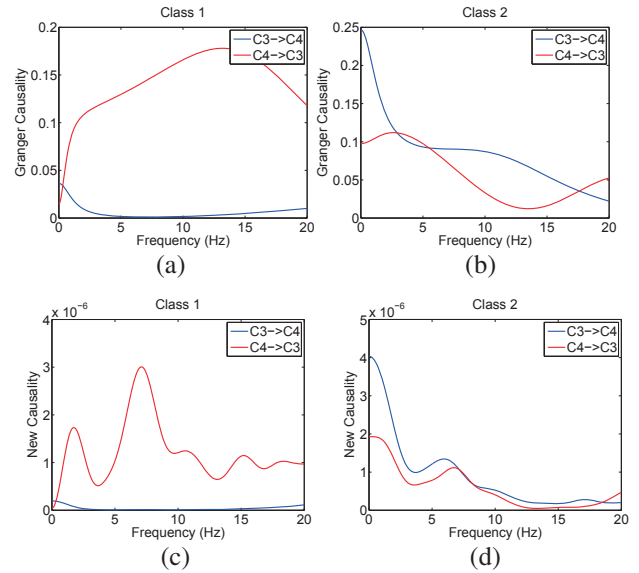 Class 1
C3->C4
C4->C3
0.2
0.15
0.1
0.05
0
Granger Causality
0 5 10 15 20
Frequency (Hz)
(a)
Class 2
C3->C4
C4->C3
0.25
0.2
0.15
0.1
0.05
0
Granger Causality
0 5 10 15 20
Frequency (Hz)
(b)
x 10⁻⁶
Class 1
C3->C4
C4->C3
4
3
2
1
0
New Causality
0 5 10 15 20
Frequency (Hz)
(c)
x 10⁻⁶
Class 2
C3->C4
C4->C3
5
4
3
2
1
0
New Causality
0 5 10 15 20
Frequency (Hz)
(d)